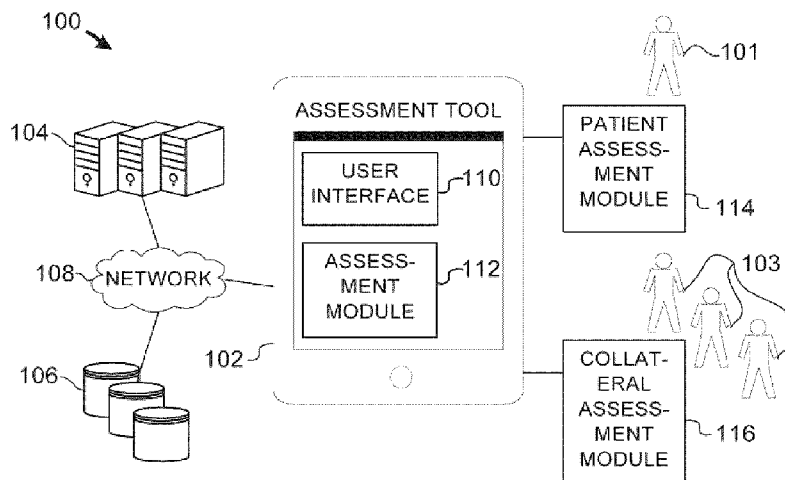 100
101
104
ASSESSMENT TOOL
USER
INTERFACE
110
PATIENT
ASSESS-
MENT
MODULE
114
108
NETWORK
ASSESS-
MENT
MODULE
112
103
102
106
COLLAT-
ERAL
ASSESS-
MENT
MODULE
116